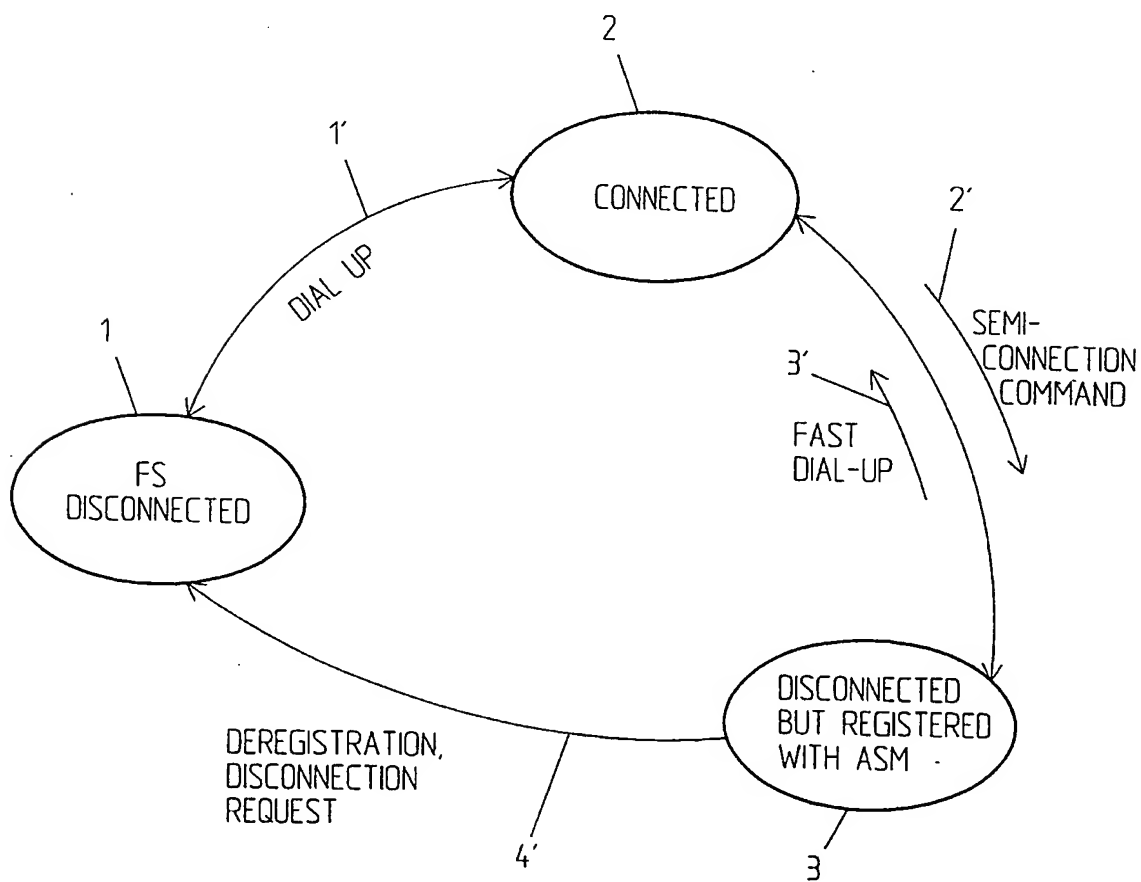 2
1'
CONNECTED
2'
DIAL UP
SEMI-
CONNECTION
COMMAND
1
3'
FAST
DIAL-UP
FS
DISCONNECTED
DISCONNECTED
BUT REGISTERED
WITH ASM
DEREGISTRATION,
DISCONNECTION
REQUEST
4'
3